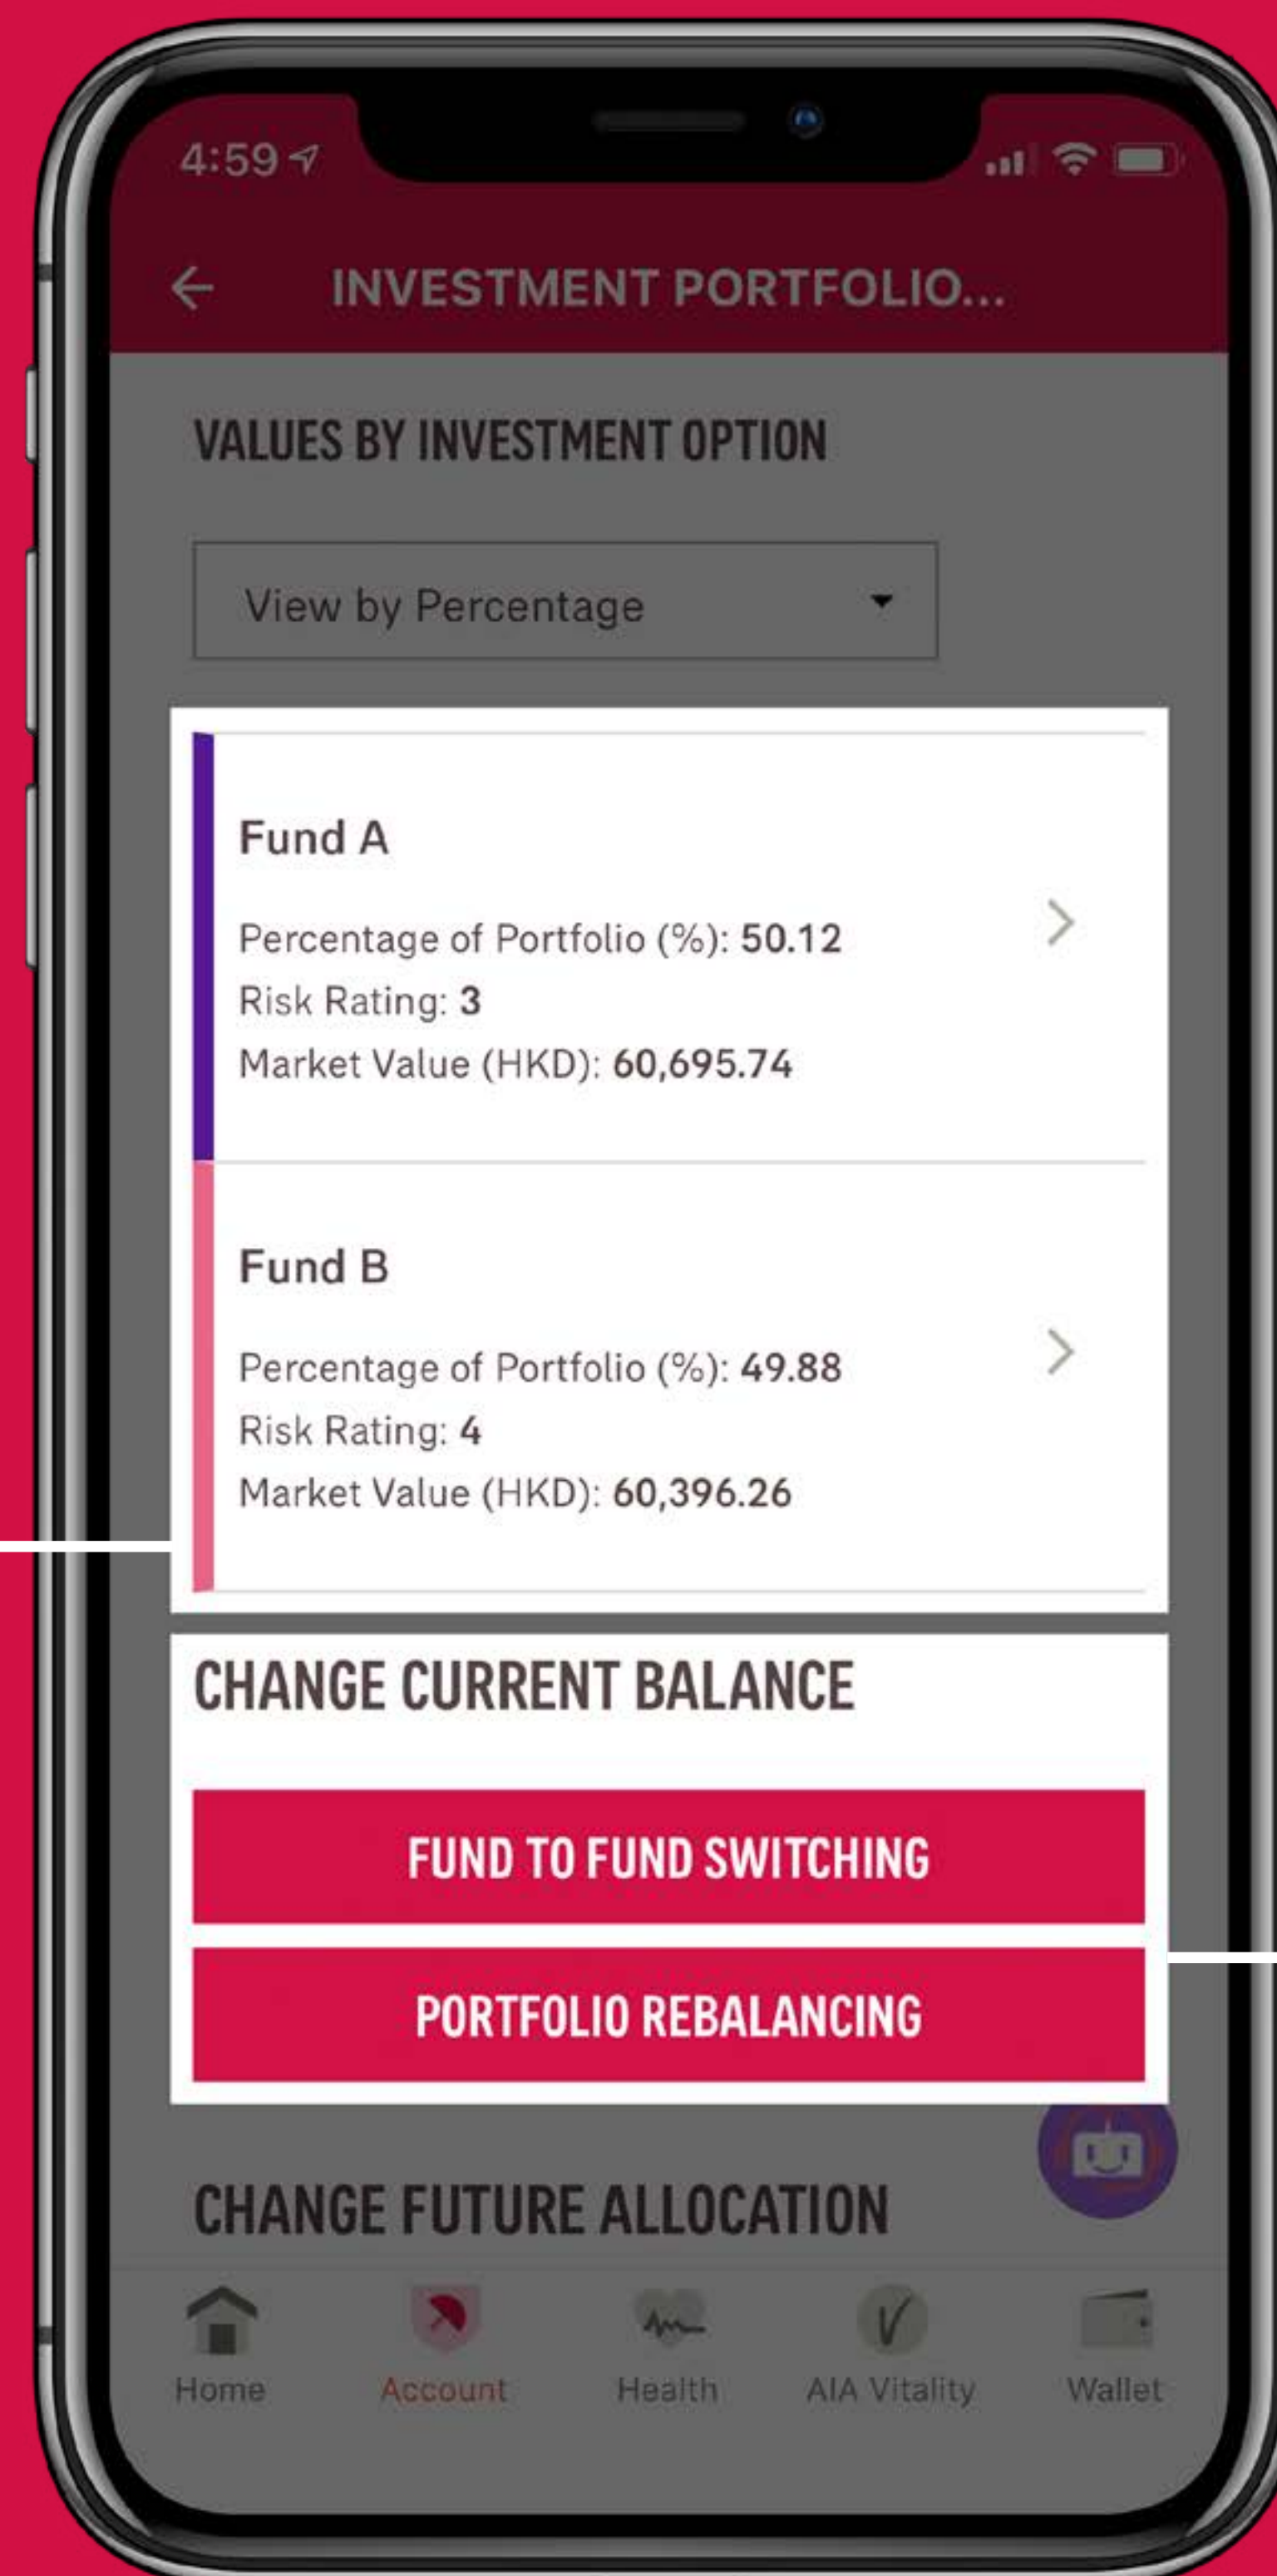 4:59
INVESTMENT PORTFOLIO...
VALUES BY INVESTMENT OPTION
View by Percentage
Fund A
Percentage of Portfolio (%): 50.12
Risk Rating: 3
Market Value (HKD): 60,695.74
Fund B
Percentage of Portfolio (%): 49.88
Risk Rating: 4
Market Value (HKD): 60,396.26
CHANGE CURRENT BALANCE
FUND TO FUND SWITCHING
PORTFOLIO REBALANCING
CHANGE FUTURE ALLOCATION
Home Account Health AIA Vitality Wallet